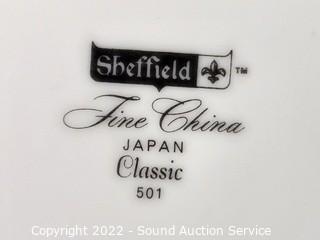 Sheffield ™
Fine China
JAPAN
Classic
501
Copyright 2022 - Sound Auction Service